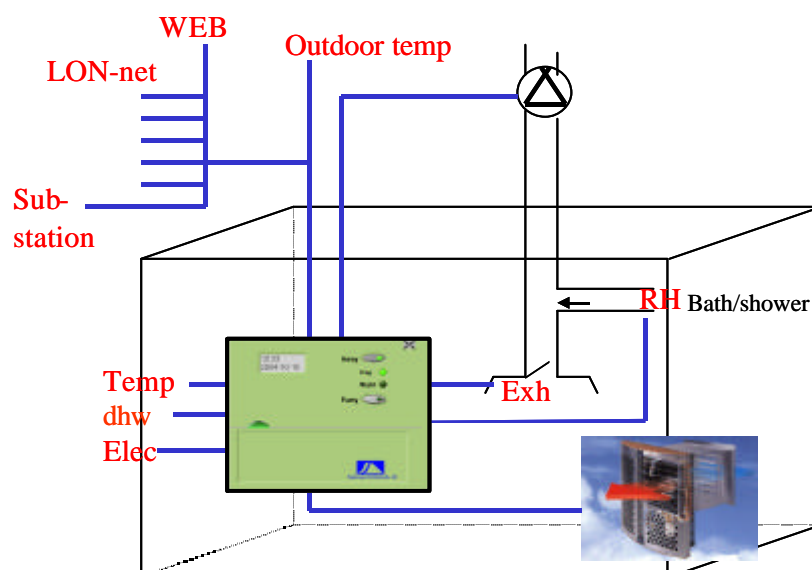 WEB
Outdoor temp
LON-net
Sub-
station
RH Bath/shower
Temp
Exh
dhw
Elec